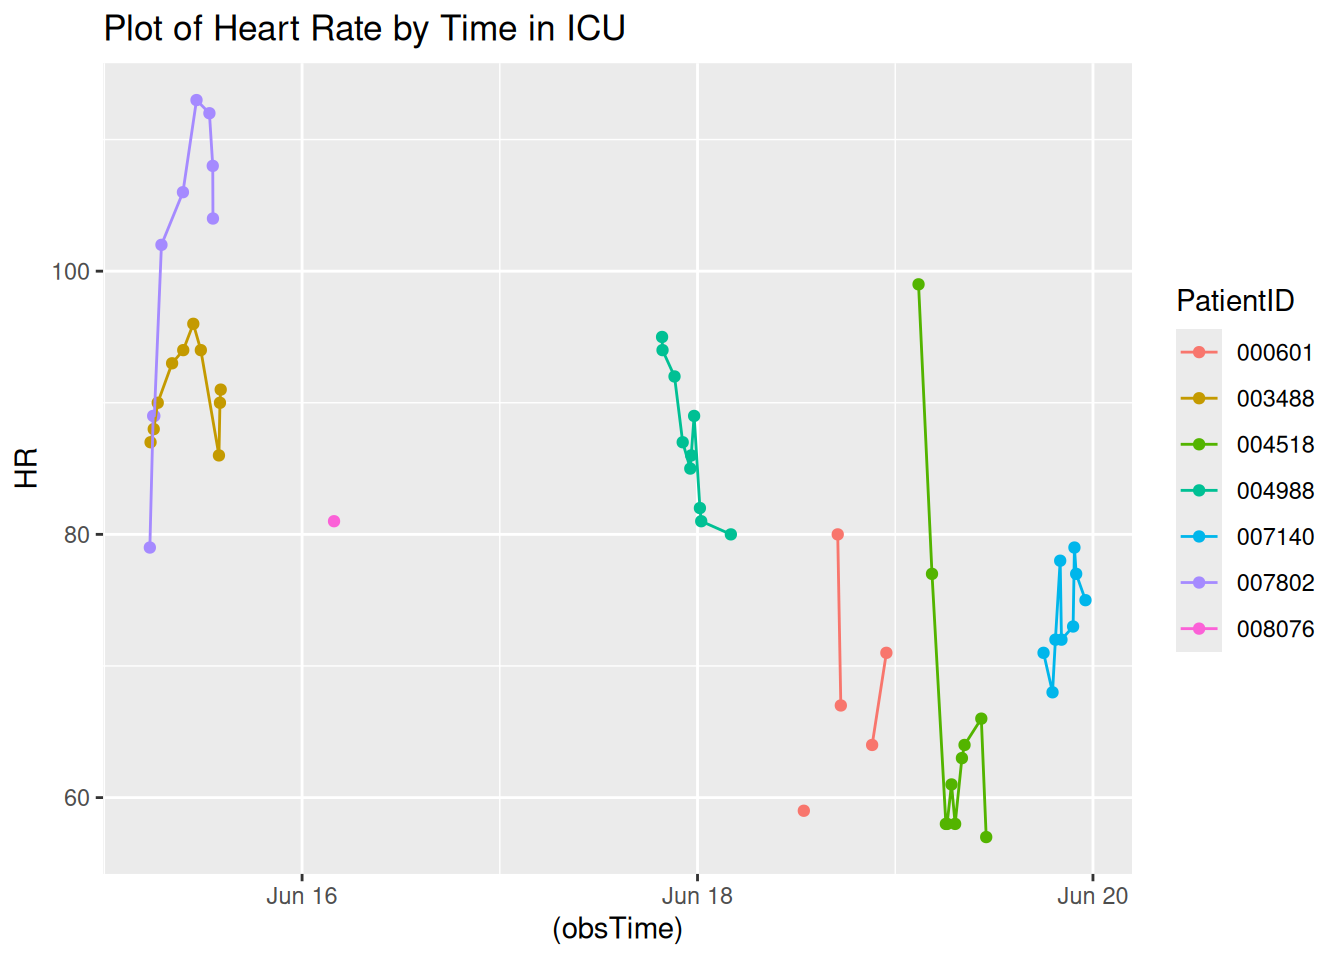 Plot of Heart Rate by Time in ICU
HR
100
80
60
Jun 16
Jun 18
Jun 20
(obsTime)
PatientID
000601
003488
004518
004988
007140
007802
008076